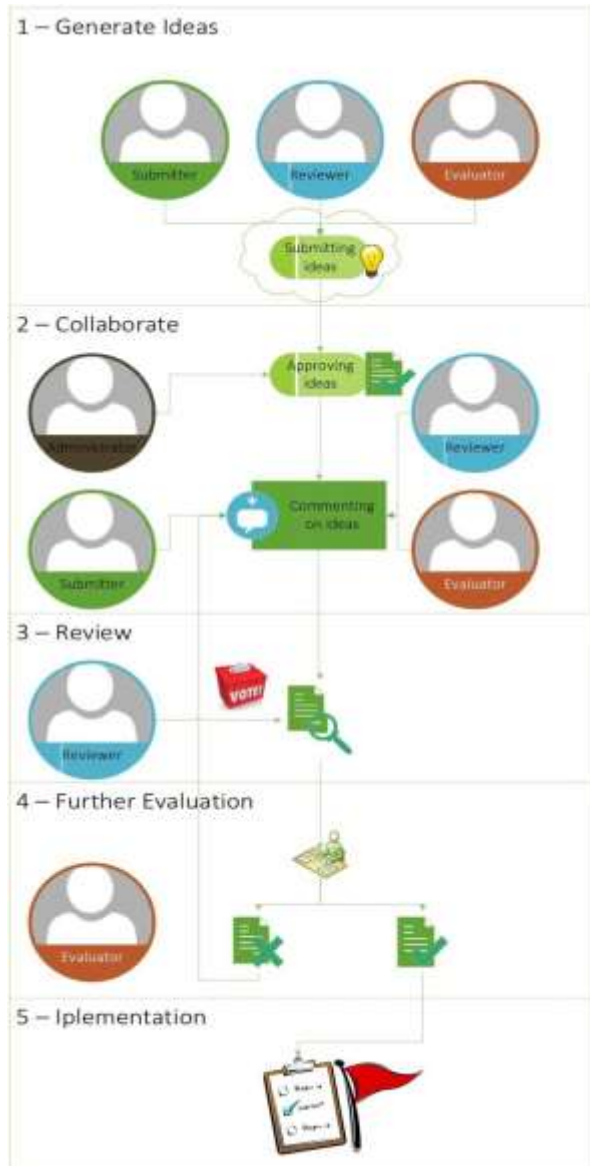 1 – Generate Ideas
Submitter
Reviewer
Evaluator
Submitting
ideas
2 – Collaborate
Approving
ideas
Administrator
Reviewer
Commenting
on ideas
Submitter
Evaluator
3 – Review
VOTE!
Reviewer
4 – Further Evaluation
Evaluator
5 – Iplementation